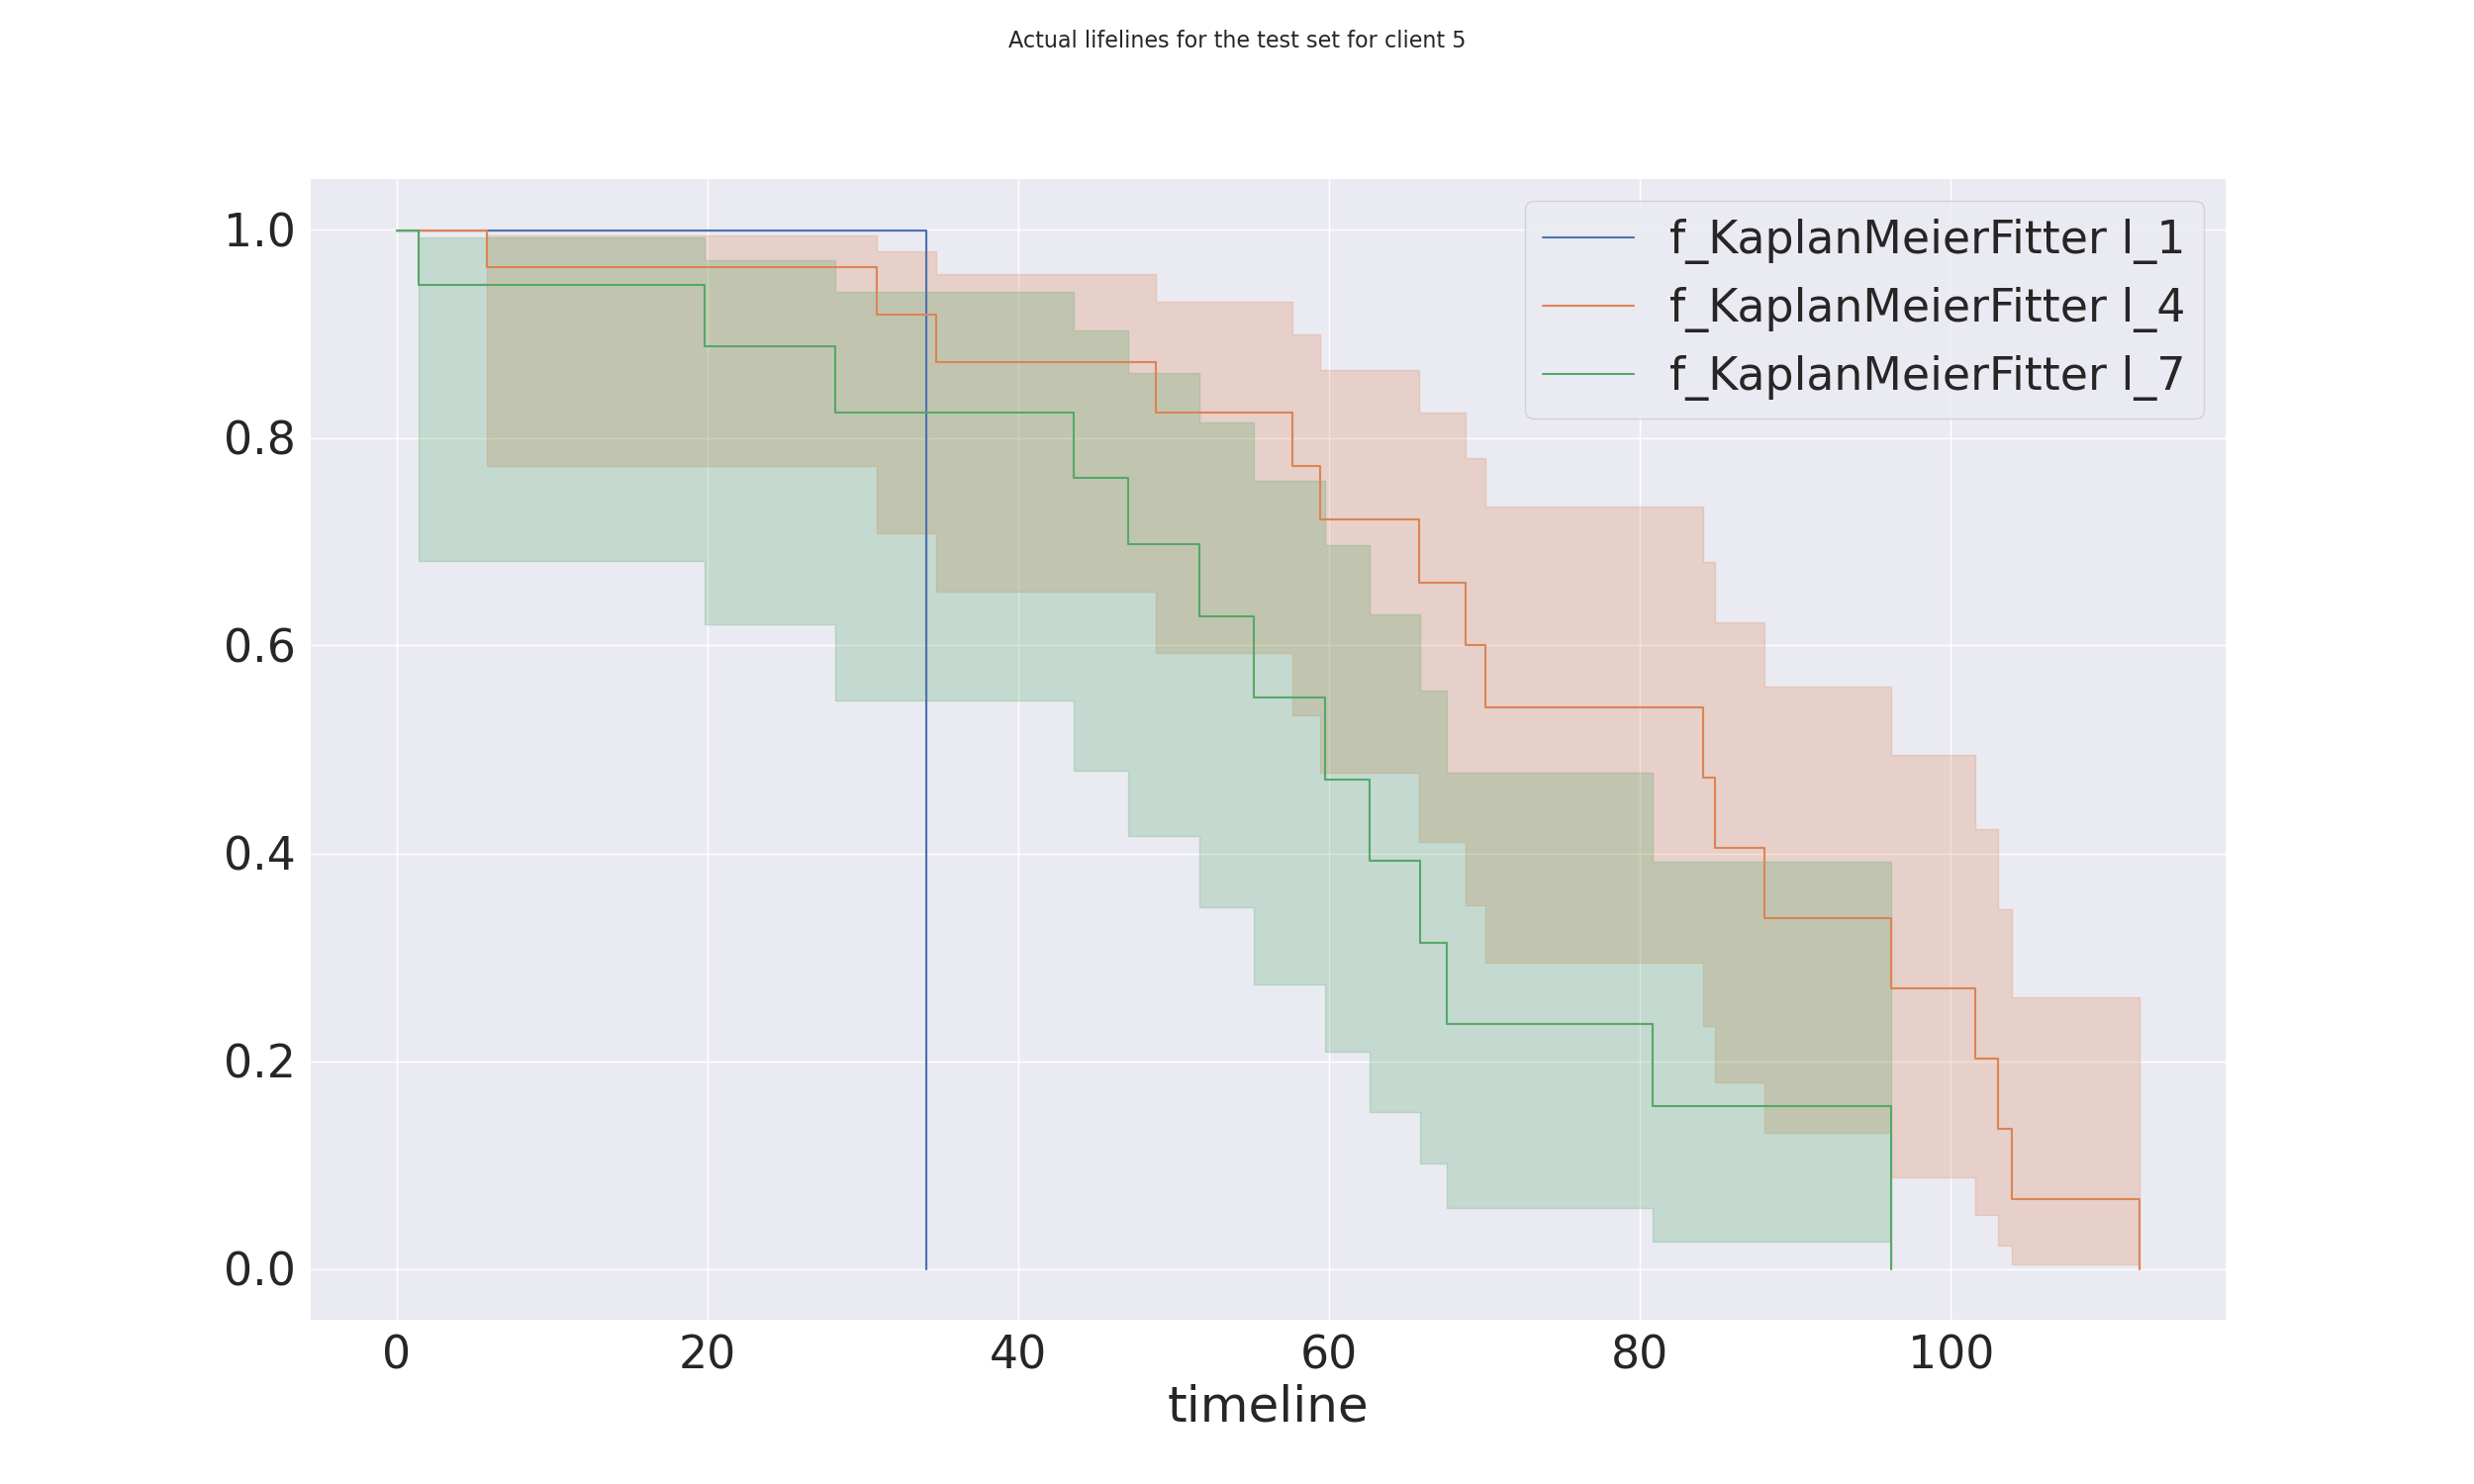 Actual lifelines for the test set for client 5
f_KaplanMeierFitter l_1
f_KaplanMeierFitter l_4
f_KaplanMeierFitter l_7
1.0
0.8
0.6
0.4
0.2
0.0
0 20 40 60 80 100
timeline